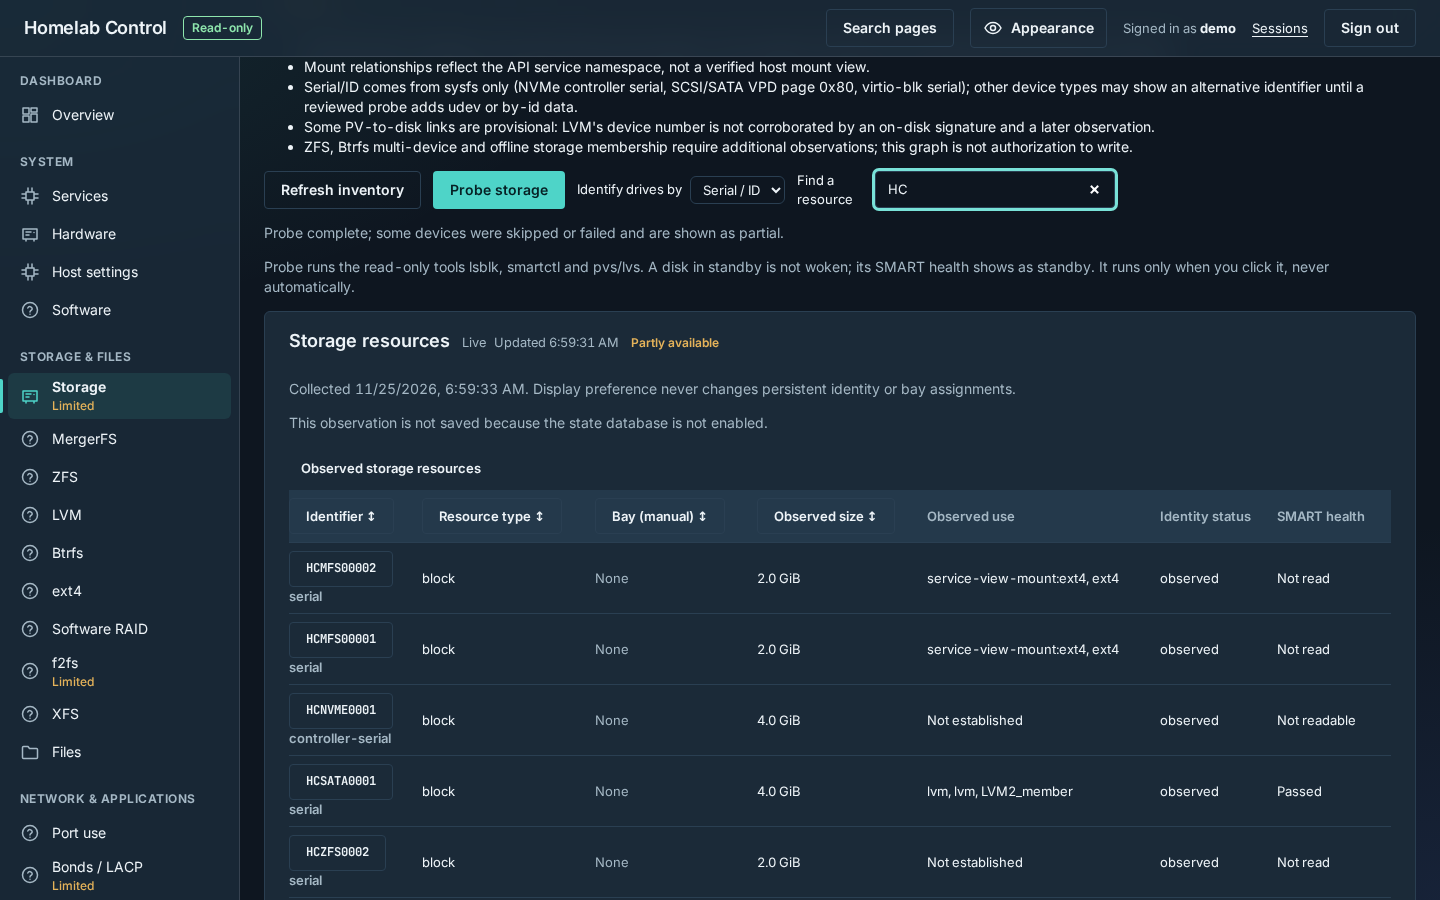 Homelab Control
Read-only
Search pages
Appearance
Signed in as demo
Sessions
Sign out
DASHBOARD
Overview
SYSTEM
Services
Hardware
Host settings
Software
STORAGE & FILES
Storage
Limited
MergerFS
ZFS
LVM
Btrfs
ext4
Software RAID
f2fs
Limited
XFS
Files
NETWORK & APPLICATIONS
Port use
Bonds / LACP
Limited
Mount relationships reflect the API service namespace, not a verified host mount view.
Serial/ID comes from sysfs only (NVMe controller serial, SCSI/SATA VPD page 0x80, virtio-blk serial); other device types may show an alternative identifier until a
reviewed probe adds udev or by-id data.
Some PV-to-disk links are provisional: LVM's device number is not corroborated by an on-disk signature and a later observation.
ZFS, Btrfs multi-device and offline storage membership require additional observations; this graph is not authorization to write.
Refresh inventory
Probe storage
Identify drives by
Serial / ID
Find a
resource
HC
Probe complete; some devices were skipped or failed and are shown as partial.
Probe runs the read-only tools lsblk, smartctl and pvs/lvs. A disk in standby is not woken; its SMART health shows as standby. It runs only when you click it, never
automatically.
Storage resources Live Updated 6:59:31 AM Partly available
Collected 11/25/2026, 6:59:33 AM. Display preference never changes persistent identity or bay assignments.
This observation is not saved because the state database is not enabled.
Observed storage resources
Identifier ↕ Resource type ↕ Bay (manual) ↕ Observed size ↕ Observed use Identity status SMART health
HCMFS00002 block None 2.0 GiB service-view-mount:ext4, ext4 observed Not read
serial
HCMFS00001 block None 2.0 GiB service-view-mount:ext4, ext4 observed Not read
serial
HCNVME0001 block None 4.0 GiB Not established observed Not readable
controller-serial
HCSATA0001 block None 4.0 GiB lvm, lvm, LVM2_member observed Passed
serial
HCZFS0002 block None 2.0 GiB Not established observed Not read
serial